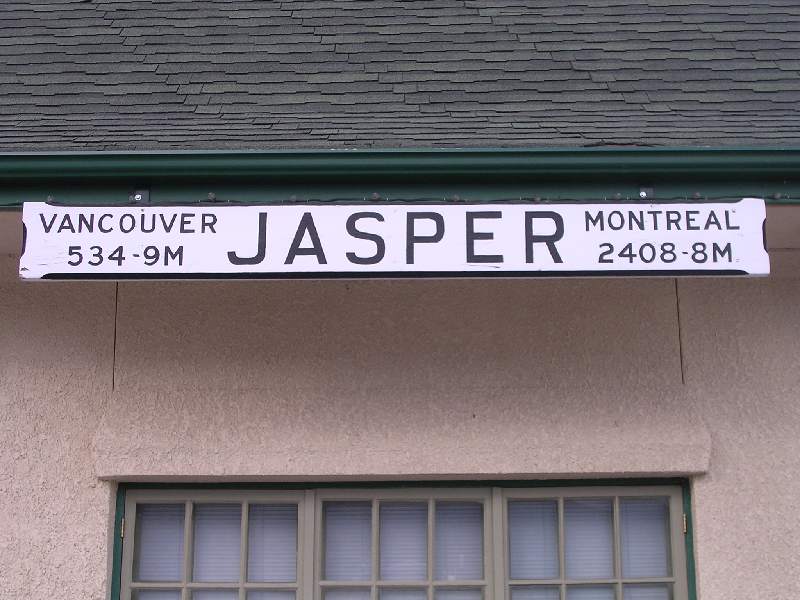 VANCOUVER JASPER MONTREAL
534-9M 2408-8M